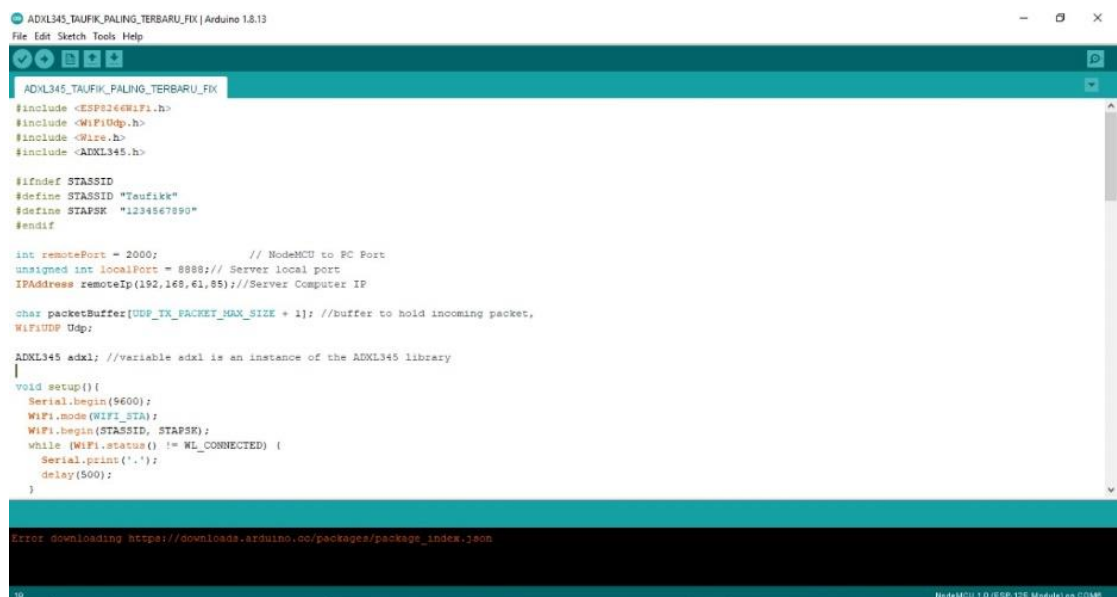 ADXL345_TAUFIK_PALING_TERBARU_FIX | Arduino 1.8.13
File Edit Sketch Tools Help
ADXL345_TAUFIK_PALING_TERBARU_FIX
#include <ESP8266WiFi.h>
#include <WiFiUdp.h>
#include <Wire.h>
#include <ADXL345.h>
#ifndef STASSID
#define STASSID "Taufikk"
#define STAPSK "1234567890"
#endif
int remotePort = 2000; // NodeMCU to PC Port
unsigned int localPort = 8888;// Server local port
IPAddress remoteIp(192,168,61,85);//Server Computer IP
char packetBuffer[UDP_TX_PACKET_MAX_SIZE + 1]; //buffer to hold incoming packet,
WiFiUDP Udp;
ADXL345 adxl; //variable adxl is an instance of the ADXL345 library
void setup(){
Serial.begin(9600);
WiFi.mode(WIFI_STA);
WiFi.begin(STASSID, STAPSK);
while (WiFi.status() != WL_CONNECTED) {
Serial.print('.');
delay(500);
}
Error downloading https://downloads.arduino.cc/packages/package_index.json
19
NodeMCU 1.0 (ESP-12E Module) on COM6